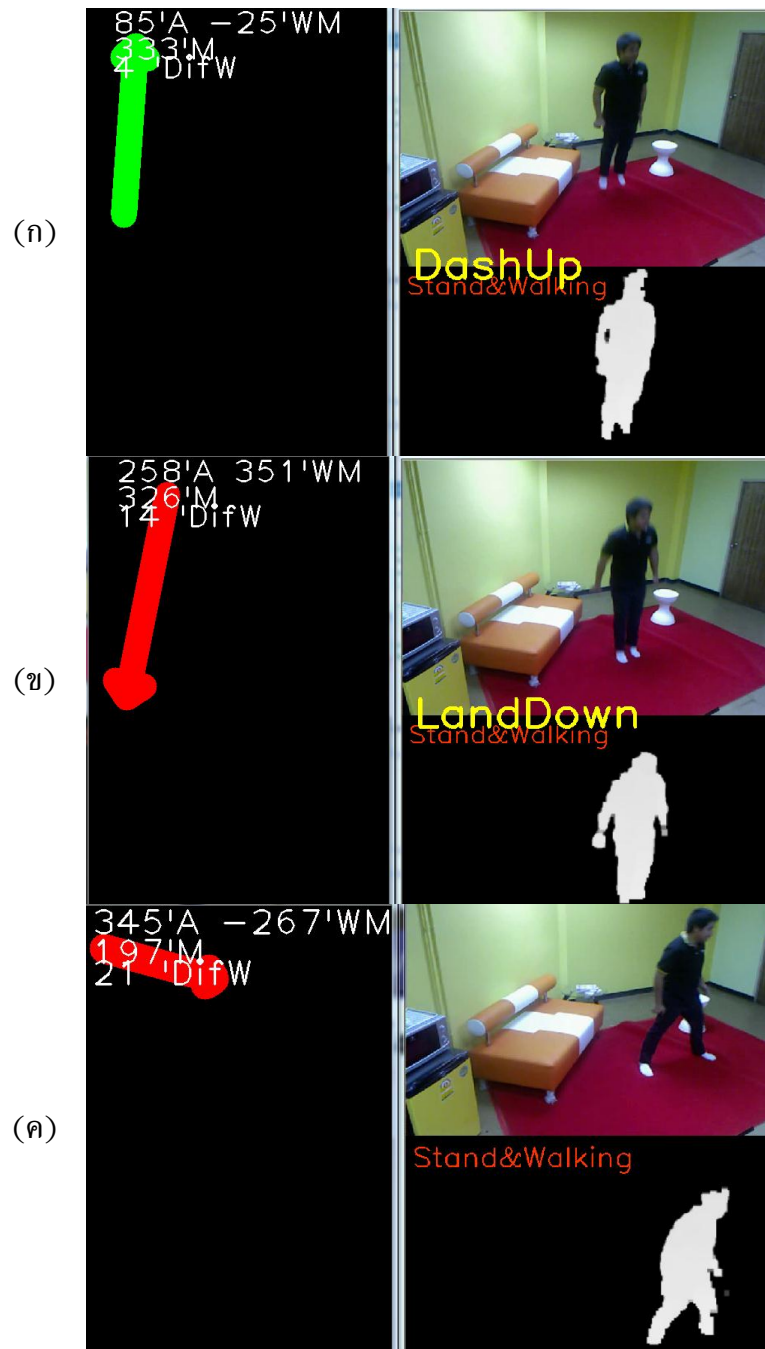 (ก)
85'A -25'WM
333'M
4 'DifW
DashUp
Stand&Walking
(ข)
258'A 351'WM
326'M
14 'DifW
LandDown
Stand&Walking
(ค)
345'A -267'WM
197'M
21 'DifW
Stand&Walking